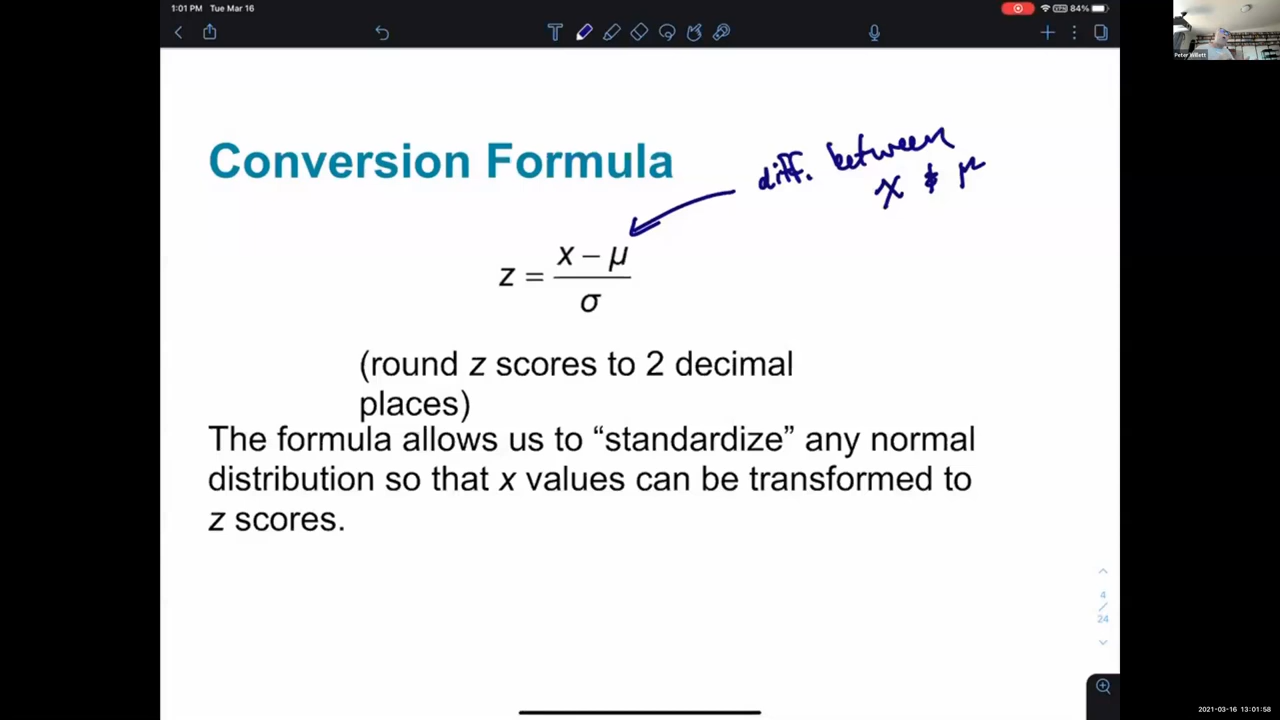 1:01 PM Tue Mar 16
VPN 84%
Peter Willett
Conversion Formula
diff. between
x & μ
z = x − μ
σ
(round z scores to 2 decimal
places)
The formula allows us to “standardize” any normal
distribution so that x values can be transformed to
z scores.
4
/
24
2021-03-16 13:01:58